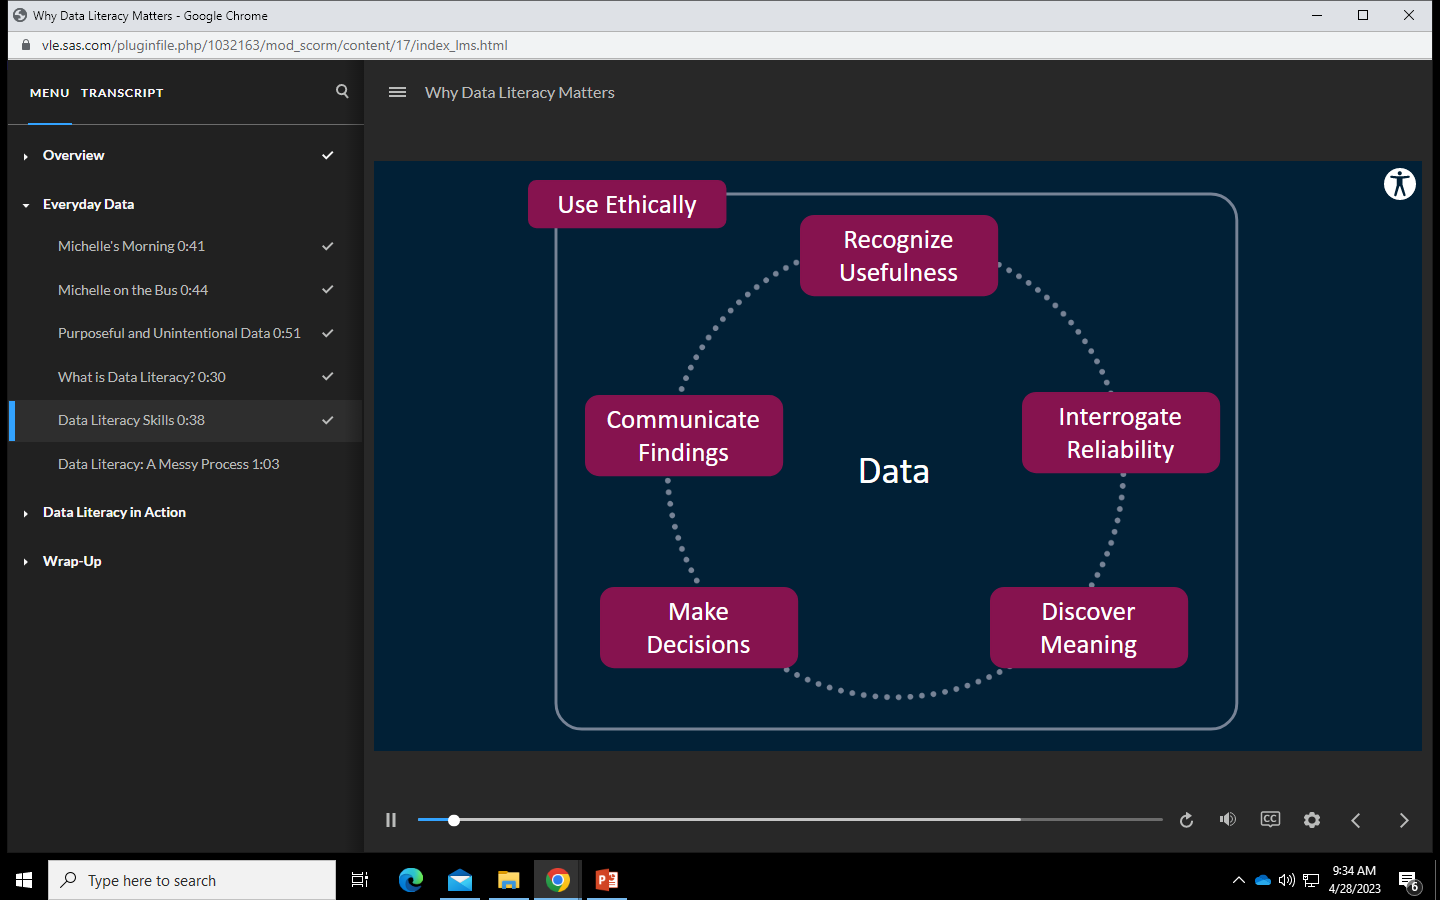 Why Data Literacy Matters - Google Chrome
vle.sas.com/pluginfile.php/1032163/mod_scorm/content/17/index_lms.html
MENU TRANSCRIPT
Why Data Literacy Matters
Overview
Everyday Data
Michelle's Morning 0:41
Michelle on the Bus 0:44
Purposeful and Unintentional Data 0:51
What is Data Literacy? 0:30
Data Literacy Skills 0:38
Data Literacy: A Messy Process 1:03
Data Literacy in Action
Wrap-Up
Use Ethically
Recognize
Usefulness
Communicate
Findings
Interrogate
Reliability
Data
Make
Decisions
Discover
Meaning
CC
Type here to search
9:34 AM
4/28/2023
6